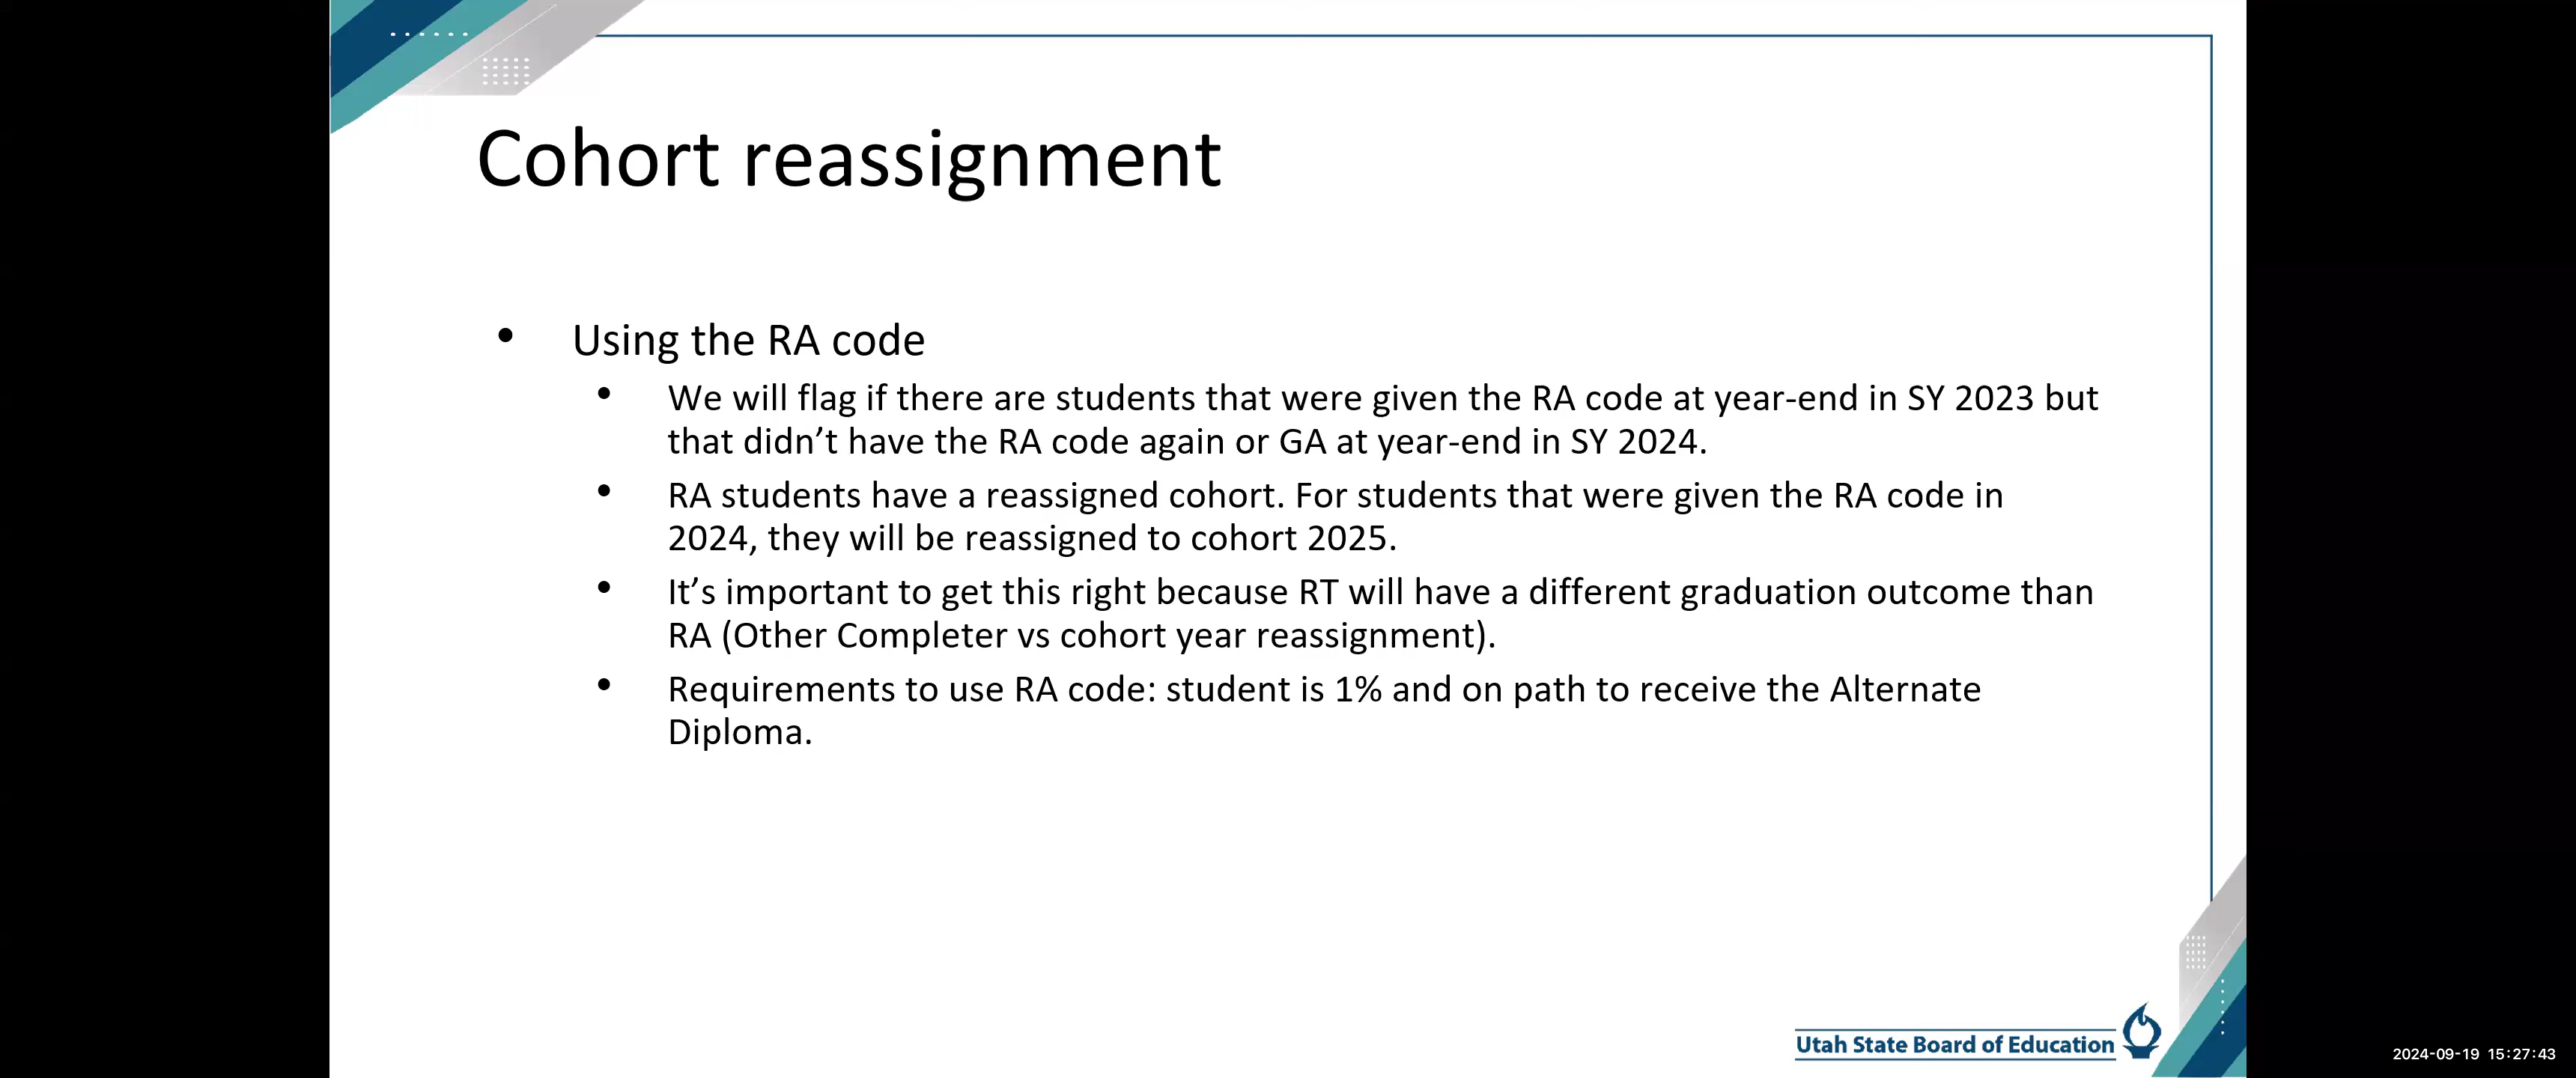 Cohort reassignment
• Using the RA code
• We will flag if there are students that were given the RA code at year-end in SY 2023 but
that didn’t have the RA code again or GA at year-end in SY 2024.
• RA students have a reassigned cohort. For students that were given the RA code in
2024, they will be reassigned to cohort 2025.
• It’s important to get this right because RT will have a different graduation outcome than
RA (Other Completer vs cohort year reassignment).
• Requirements to use RA code: student is 1% and on path to receive the Alternate
Diploma.
Utah State Board of Education
2024-09-19 15:27:43